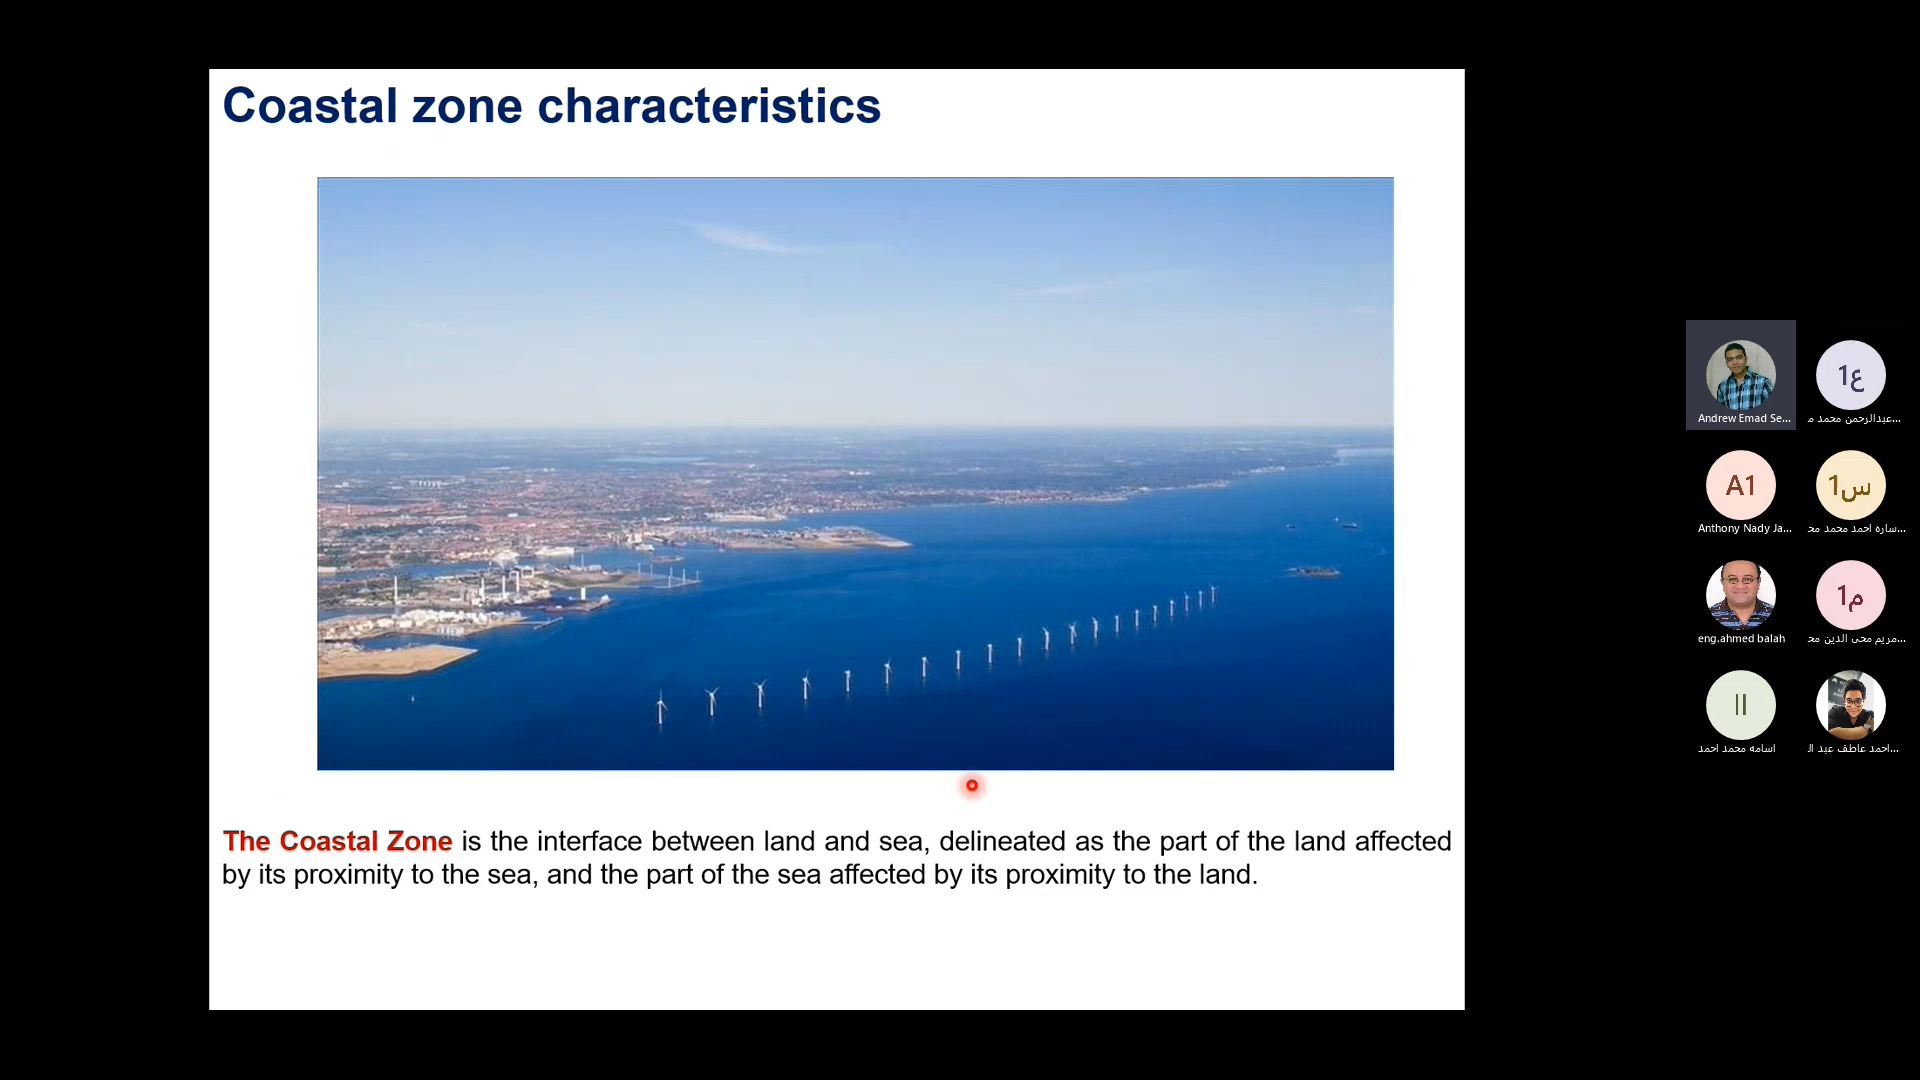 Coastal zone characteristics
The Coastal Zone is the interface between land and sea, delineated as the part of the land affected
by its proximity to the sea, and the part of the sea affected by its proximity to the land.
Andrew Emad Se...
ع1
عبدالرحمن محمد م...
A1
Anthony Nady Ja...
س1
ساره احمد محمد مح...
eng.ahmed balah
م1
مريم محى الدين مح...
اا
اسامه محمد احمد
احمد عاطف عبد ال...